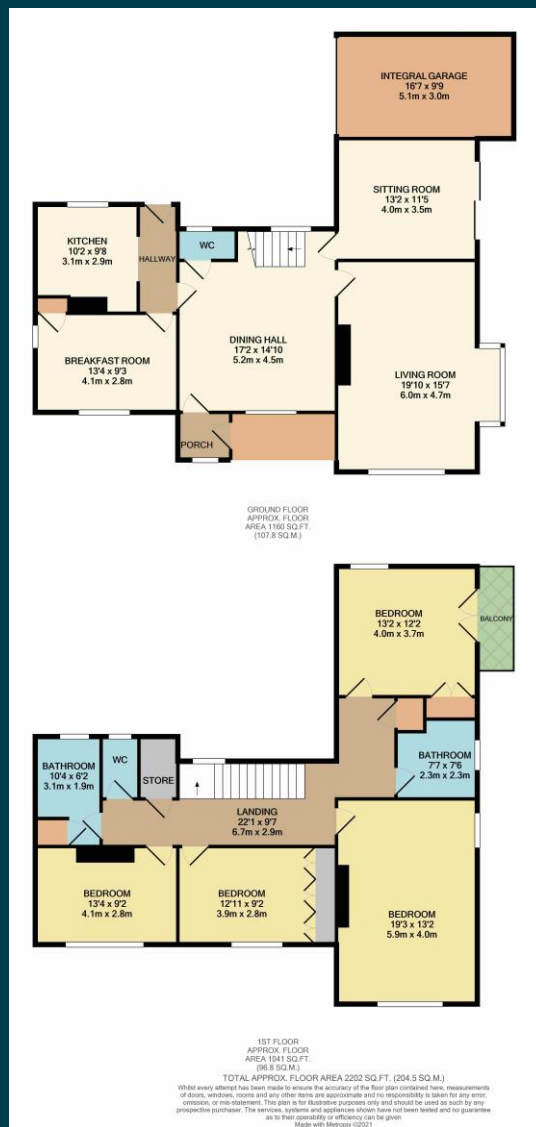 INTEGRAL GARAGE
16'7 x 9'9
5.1m x 3.0m
SITTING ROOM
13'2 x 11'5
4.0m x 3.5m
KITCHEN
10'2 x 9'8
3.1m x 2.9m
HALLWAY
WC
DINING HALL
17'2 x 14'10
5.2m x 4.5m
BREAKFAST ROOM
13'4 x 9'3
4.1m x 2.8m
LIVING ROOM
19'10 x 15'7
6.0m x 4.7m
PORCH
GROUND FLOOR
APPROX. FLOOR
AREA 1160 SQ.FT.
(107.8 SQ.M.)
BEDROOM
13'2 x 12'2
4.0m x 3.7m
BALCONY
BATHROOM
10'4 x 6'2
3.1m x 1.9m
WC
STORE
BATHROOM
7'7 x 7'6
2.3m x 2.3m
LANDING
22'1 x 9'7
6.7m x 2.9m
BEDROOM
13'4 x 9'2
4.1m x 2.8m
BEDROOM
12'11 x 9'2
3.9m x 2.8m
BEDROOM
19'3 x 13'2
5.9m x 4.0m
1ST FLOOR
APPROX. FLOOR
AREA 1041 SQ.FT.
(96.8 SQ.M.)
TOTAL APPROX. FLOOR AREA 2202 SQ.FT. (204.5 SQ.M.)
Whilst every attempt has been made to ensure the accuracy of the floor plan contained here, measurements
of doors, windows, rooms and any other items are approximate and no responsibility is taken for any error,
omission, or mis-statement. This plan is for illustrative purposes only and should be used as such by any
prospective purchaser. The services, systems and appliances shown have not been tested and no guarantee
as to their operability or efficiency can be given
Made with Metropix ©2021